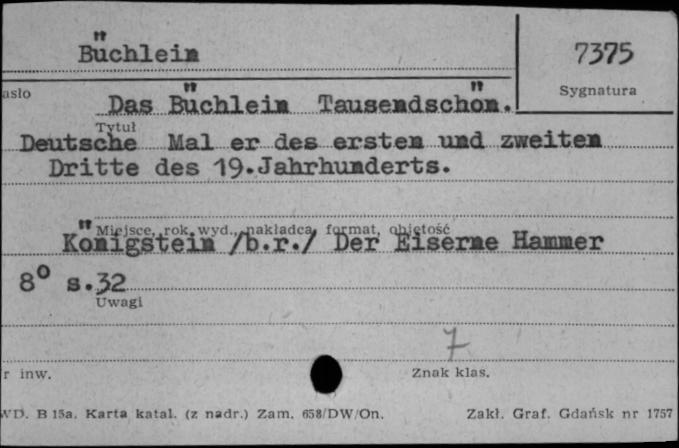 Büchlein
7375
asło
Sygnatura
Das Büchlein Tausendschön.
Tytuł
Deutsche Mal er des ersten und zweiten
Dritte des 19.Jahrhunderts.
Miejsce, rok wyd., nakładca, format, objętość
Königstein /b.r./ Der Eiserne Hammer
8° s.32
Uwagi
7
r inw.
Znak klas.
WD. B 15a. Karta katal. (z nadr.) Zam. 658/DW/On.
Zakł. Graf. Gdańsk nr 1757